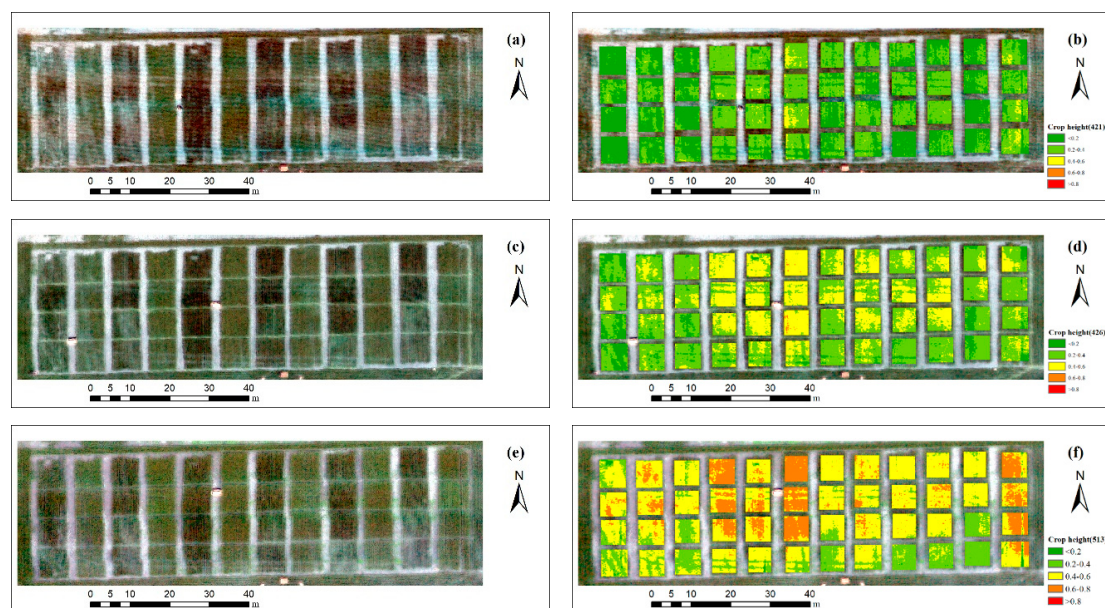 (a)
N
0 5 10 20 30 40
m
(b)
N
Crop height(421)
<0.2
0.2-0.4
0.4-0.6
0.6-0.8
>0.8
0 5 10 20 30 40
m
(c)
N
0 5 10 20 30 40
m
(d)
N
Crop height(426)
<0.2
0.2-0.4
0.4-0.6
0.6-0.8
>0.8
0 5 10 20 30 40
m
(e)
N
0 5 10 20 30 40
m
(f)
N
Crop height(513)
<0.2
0.2-0.4
0.4-0.6
0.6-0.8
>0.8
0 5 10 20 30 40
m